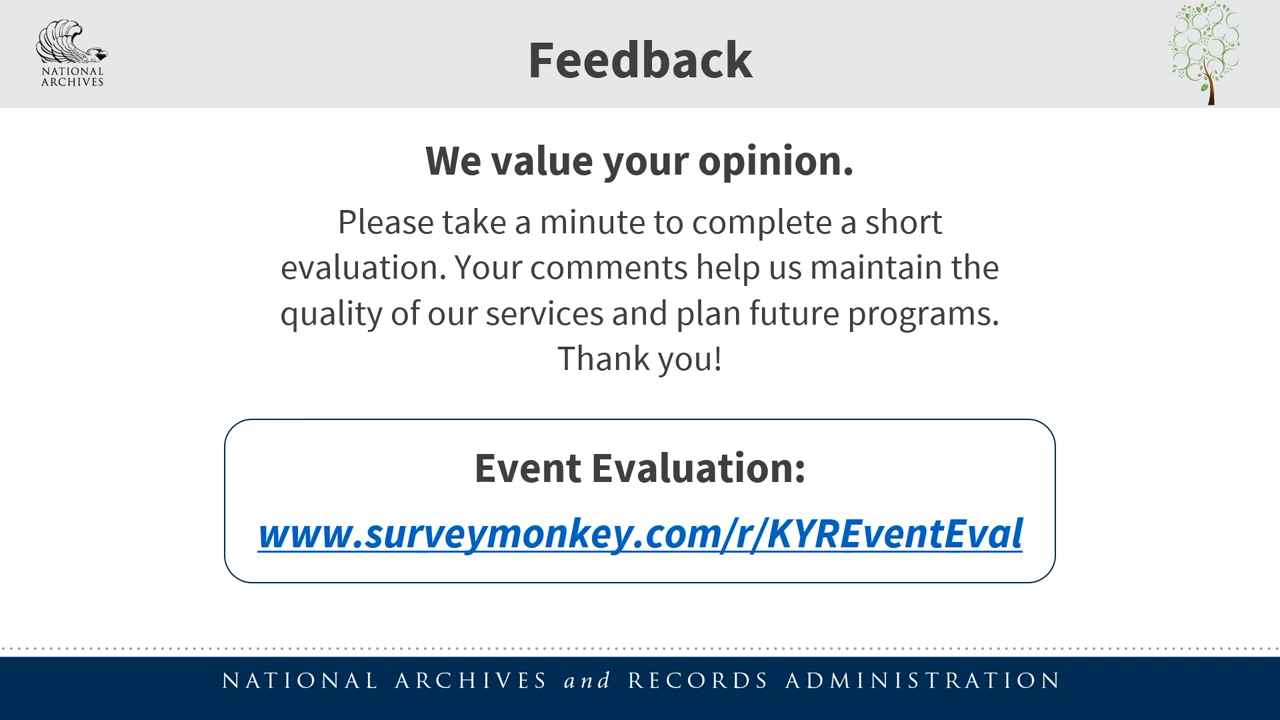 NATIONAL
ARCHIVES
Feedback
We value your opinion.
Please take a minute to complete a short
evaluation. Your comments help us maintain the
quality of our services and plan future programs.
Thank you!
Event Evaluation:
www.surveymonkey.com/r/KYREventEval
NATIONAL ARCHIVES and RECORDS ADMINISTRATION